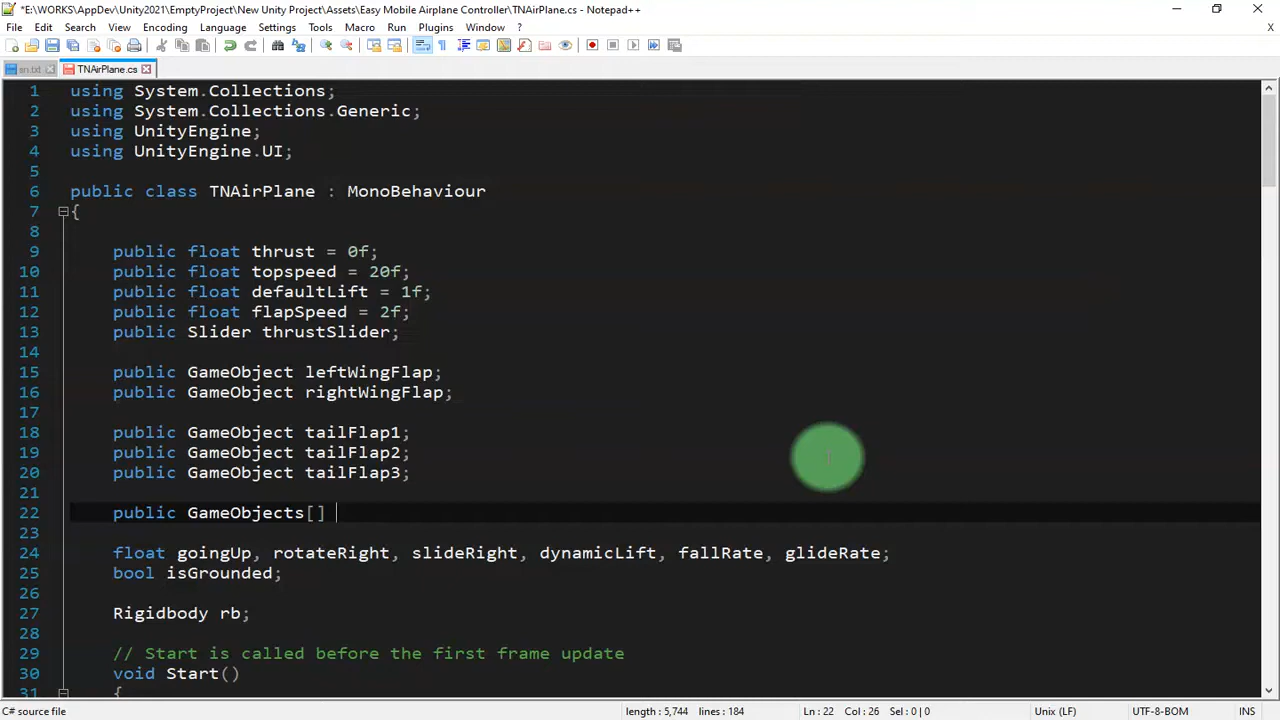 *E:\WORKS\AppDev\Unity2021\EmptyProject\New Unity Project\Assets\Easy Mobile Airplane Controller\TNAirPlane.cs - Notepad++
File Edit Search View Encoding Language Settings Tools Macro Run Plugins Window ? X
sn.txt TNAirPlane.cs
1 using System.Collections;
2 using System.Collections.Generic;
3 using UnityEngine;
4 using UnityEngine.UI;
5
6 public class TNAirPlane : MonoBehaviour
7 {
8
9 public float thrust = 0f;
10 public float topspeed = 20f;
11 public float defaultLift = 1f;
12 public float flapSpeed = 2f;
13 public Slider thrustSlider;
14
15 public GameObject leftWingFlap;
16 public GameObject rightWingFlap;
17
18 public GameObject tailFlap1;
19 public GameObject tailFlap2;
20 public GameObject tailFlap3;
21
22 public GameObjects[]
23
24 float goingUp, rotateRight, slideRight, dynamicLift, fallRate, glideRate;
25 bool isGrounded;
26
27 Rigidbody rb;
28
29 // Start is called before the first frame update
30 void Start()
31 {
C# source file length : 5,744 lines : 184 Ln : 22 Col : 26 Sel : 0 | 0 Unix (LF) UTF-8-BOM INS